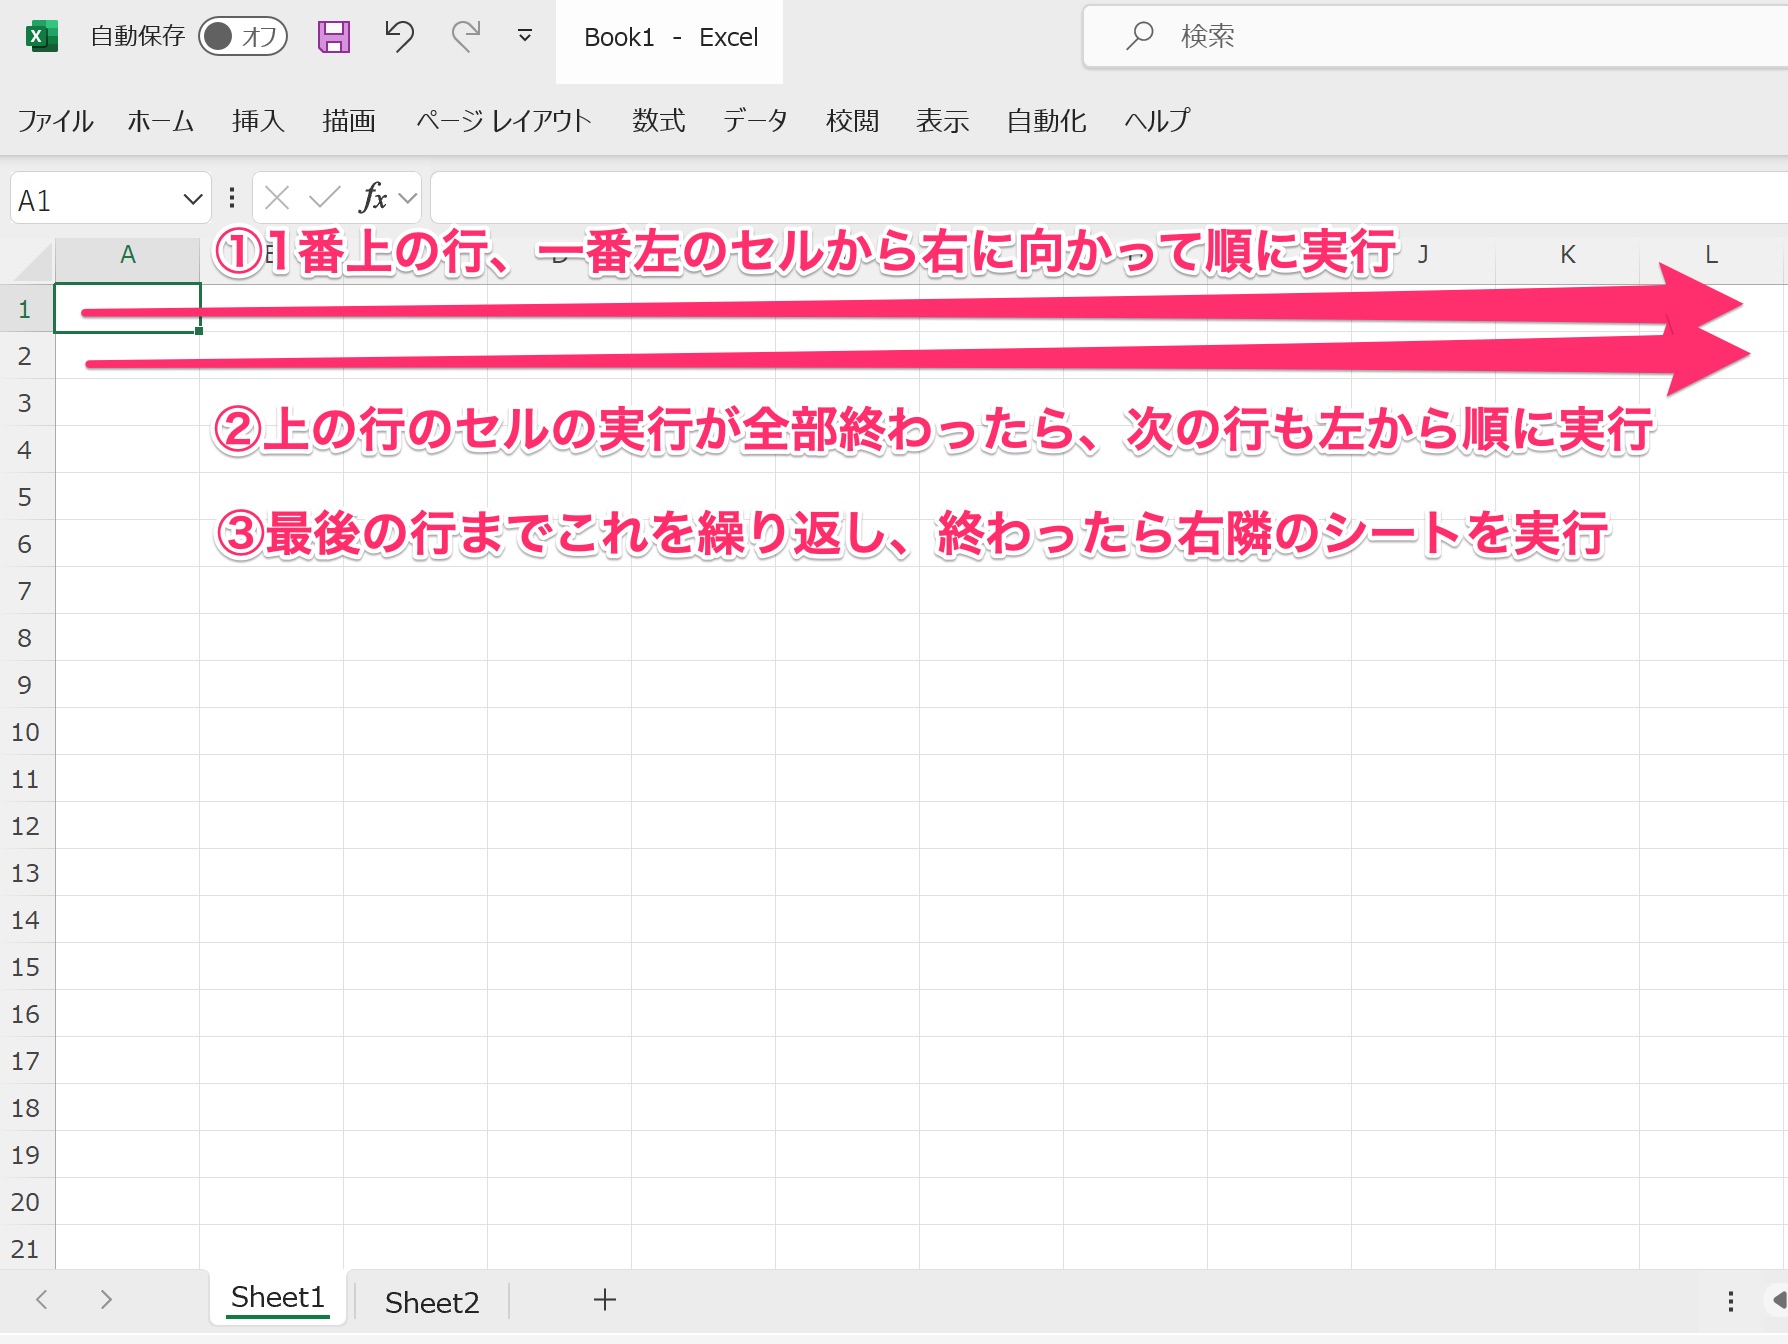 自動保存 オフ Book1 - Excel 検索
ファイル ホーム 挿入 描画 ページ レイアウト 数式 データ 校閲 表示 自動化 ヘルプ
A1 fx
A J K L
①1番上の行、一番左のセルから右に向かって順に実行
1
2
3
②上の行のセルの実行が全部終わったら、次の行も左から順に実行
4
5
③最後の行までこれを繰り返し、終わったら右隣のシートを実行
6
7
8
9
10
11
12
13
14
15
16
17
18
19
20
21
Sheet1 Sheet2